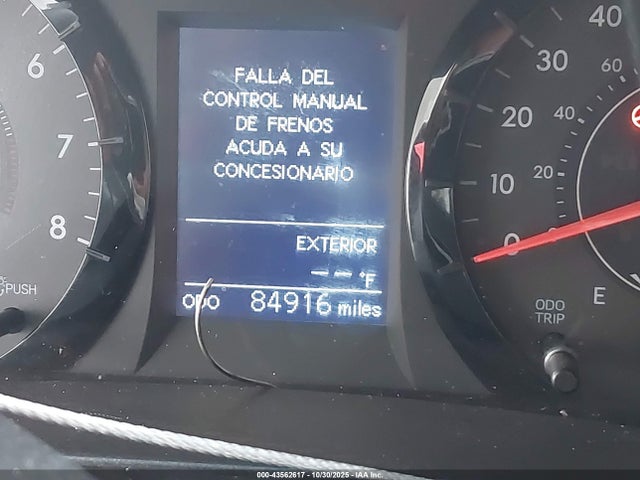 6
7
8
PUSH
FALLA DEL
CONTROL MANUAL
DE FRENOS
ACUDA A SU
CONCESIONARIO
EXTERIOR
-- °F
ODO 84916 miles
40
30
20
10
0
60
40
20
ODO
TRIP
E
000-43562617 - 10/30/2025 - IAA Inc.